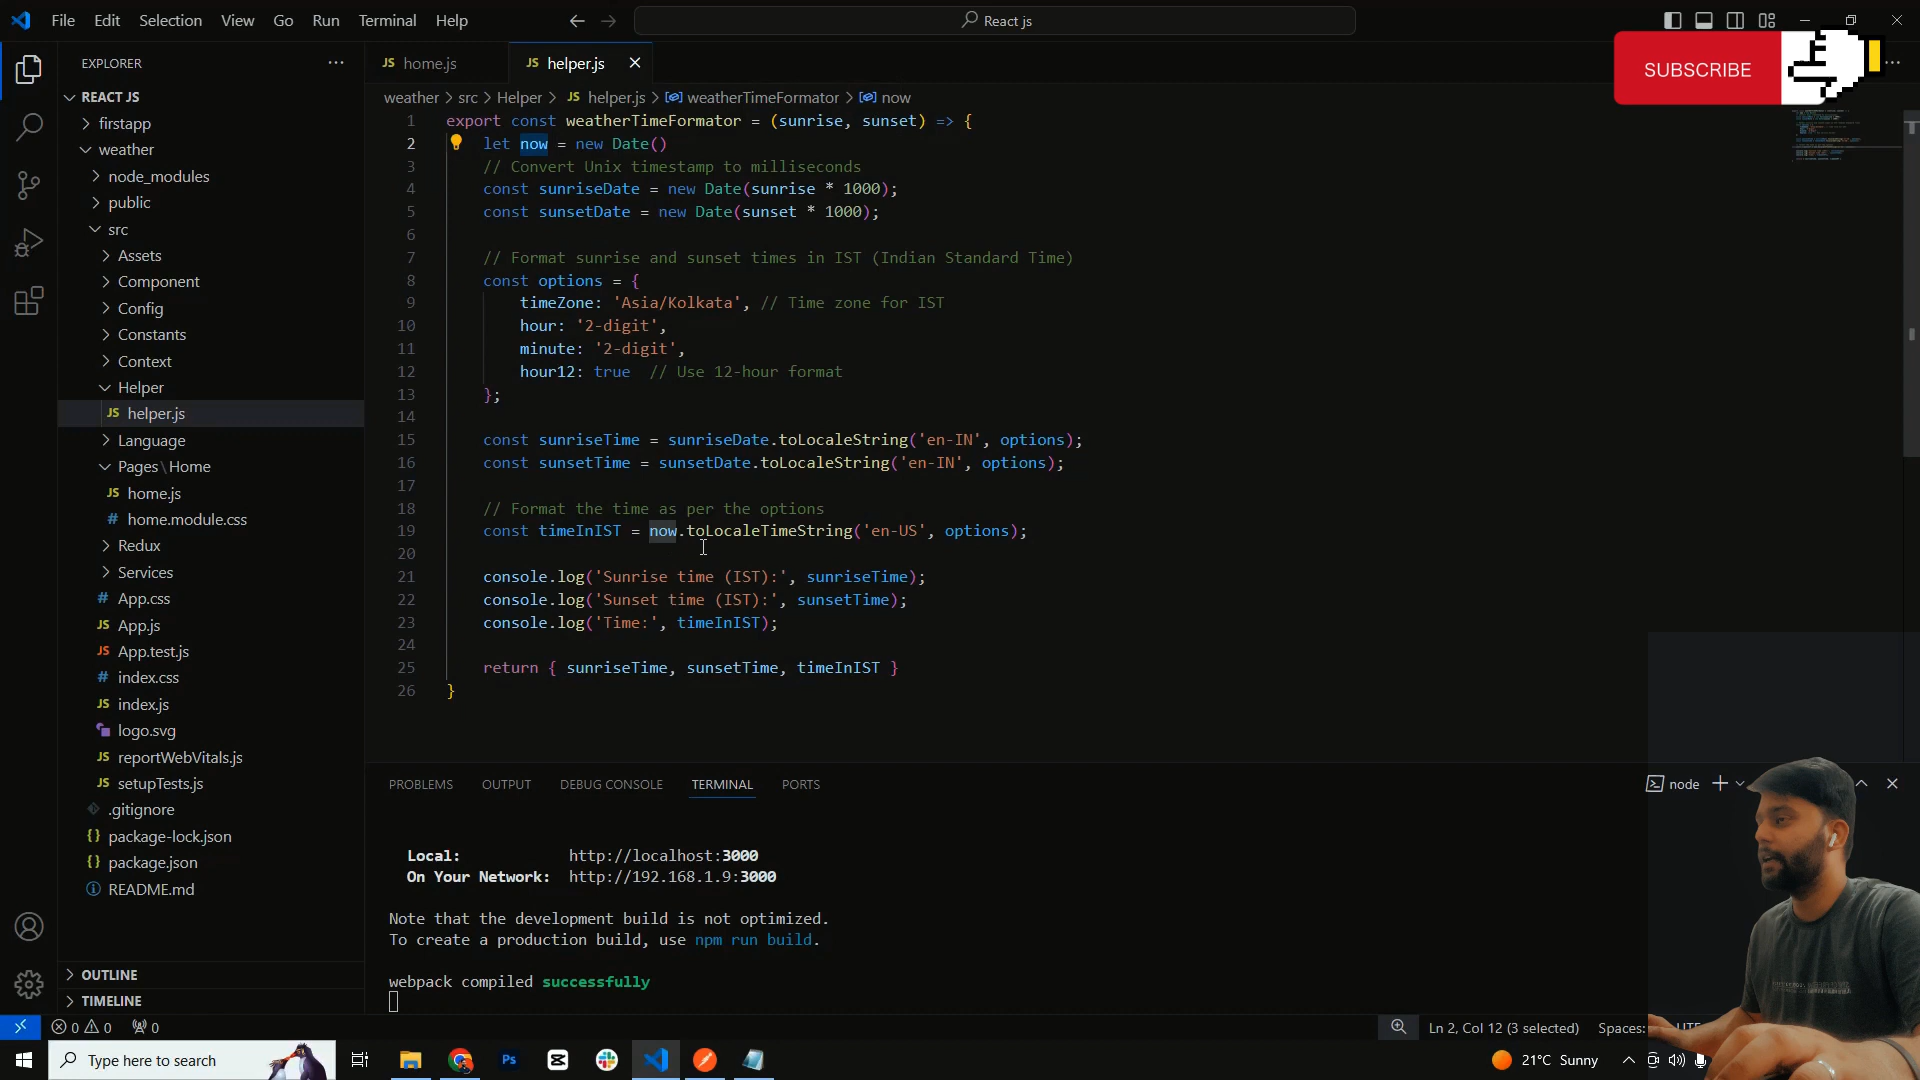 File Edit Selection View Go Run Terminal Help
React js
SUBSCRIBE
EXPLORER
JS home.js
JS helper.js
weather > src > Helper > JS helper.js > weatherTimeFormator > now
REACT JS
firstapp
weather
node_modules
public
src
Assets
Component
Config
Constants
Context
Helper
JS helper.js
Language
Pages\Home
JS home.js
# home.module.css
Redux
Services
# App.css
JS App.js
JS App.test.js
# index.css
JS index.js
logo.svg
JS reportWebVitals.js
JS setupTests.js
.gitignore
{} package-lock.json
{} package.json
README.md
OUTLINE
TIMELINE
1 export const weatherTimeFormator = (sunrise, sunset) => {
2 let now = new Date()
3 // Convert Unix timestamp to milliseconds
4 const sunriseDate = new Date(sunrise * 1000);
5 const sunsetDate = new Date(sunset * 1000);
6
7 // Format sunrise and sunset times in IST (Indian Standard Time)
8 const options = {
9 timeZone: 'Asia/Kolkata', // Time zone for IST
10 hour: '2-digit',
11 minute: '2-digit',
12 hour12: true // Use 12-hour format
13 };
14
15 const sunriseTime = sunriseDate.toLocaleString('en-IN', options);
16 const sunsetTime = sunsetDate.toLocaleString('en-IN', options);
17
18 // Format the time as per the options
19 const timeInIST = now.toLocaleTimeString('en-US', options);
20
21 console.log('Sunrise time (IST):', sunriseTime);
22 console.log('Sunset time (IST):', sunsetTime);
23 console.log('Time:', timeInIST);
24
25 return { sunriseTime, sunsetTime, timeInIST }
26 }
PROBLEMS OUTPUT DEBUG CONSOLE TERMINAL PORTS
node
Local: http://localhost:3000
On Your Network: http://192.168.1.9:3000
Note that the development build is not optimized.
To create a production build, use npm run build.
webpack compiled successfully
0 0 0
Ln 2, Col 12 (3 selected) Spaces:
Type here to search
Ps
21°C Sunny